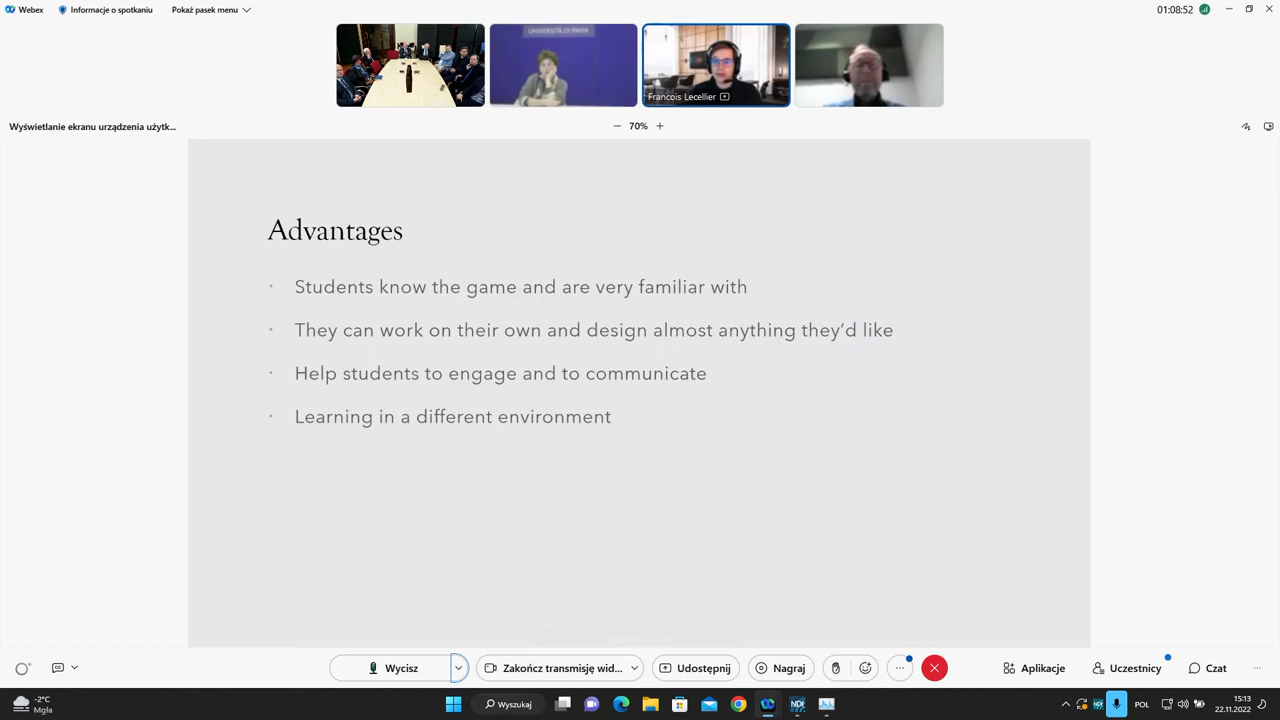 Webex
Informacje o spotkaniu
Pokaż pasek menu
01:08:52
UNIVERSITÀ DI PAVIA
Francois Lecellier
Wyświetlanie ekranu urządzenia użytk...
70%
Advantages
Students know the game and are very familiar with
They can work on their own and design almost anything they'd like
Help students to engage and to communicate
Learning in a different environment
Wycisz
Zakończ transmisję wid...
Udostępnij
Nagraj
Aplikacje
Uczestnicy
Czat
-2°C
Mgła
Wyszukaj
POL
15:13
22.11.2022